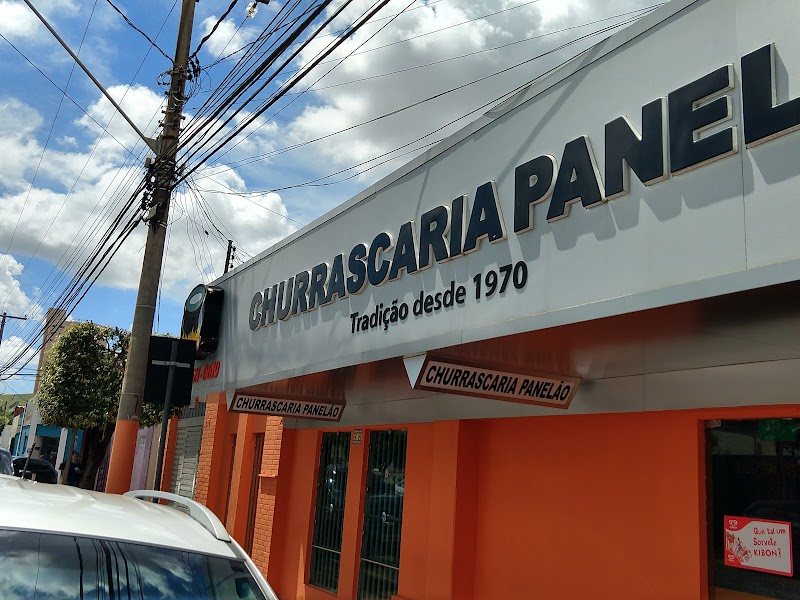 CHURRASCARIA PANEL
Tradição desde 1970
CHURRASCARIA PANELÃO
CHURRASCARIA PANELÃO
Que tal um
Sorvete
KIBON?